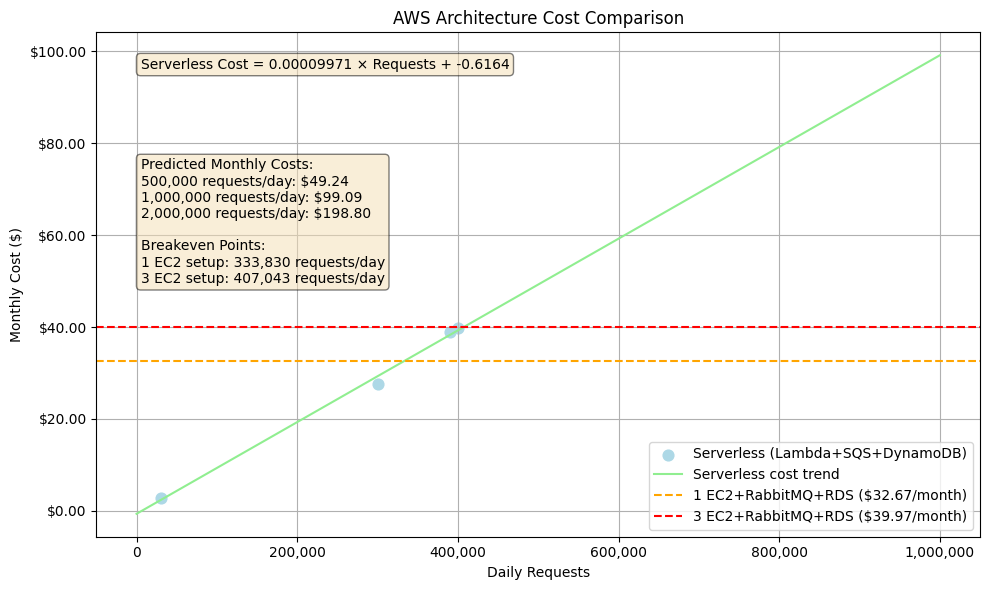 AWS Architecture Cost Comparison
$100.00
$80.00
$60.00
$40.00
$20.00
$0.00
Monthly Cost ($)
Serverless Cost = 0.00009971 × Requests + -0.6164
Predicted Monthly Costs:
500,000 requests/day: $49.24
1,000,000 requests/day: $99.09
2,000,000 requests/day: $198.80
Breakeven Points:
1 EC2 setup: 333,830 requests/day
3 EC2 setup: 407,043 requests/day
Serverless (Lambda+SQS+DynamoDB)
Serverless cost trend
1 EC2+RabbitMQ+RDS ($32.67/month)
3 EC2+RabbitMQ+RDS ($39.97/month)
0
200,000
400,000
600,000
800,000
1,000,000
Daily Requests